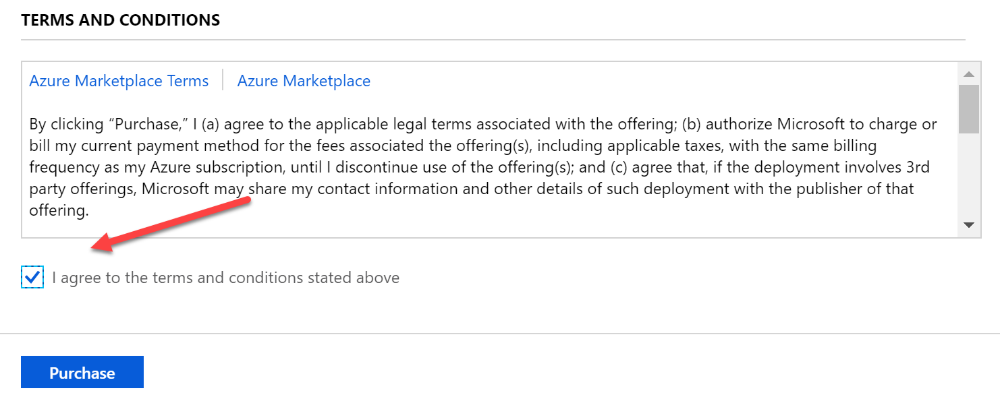 TERMS AND CONDITIONS
Azure Marketplace Terms | Azure Marketplace
By clicking “Purchase,” I (a) agree to the applicable legal terms associated with the offering; (b) authorize Microsoft to charge or
bill my current payment method for the fees associated the offering(s), including applicable taxes, with the same billing
frequency as my Azure subscription, until I discontinue use of the offering(s); and (c) agree that, if the deployment involves 3rd
party offerings, Microsoft may share my contact information and other details of such deployment with the publisher of that
offering.
I agree to the terms and conditions stated above
Purchase